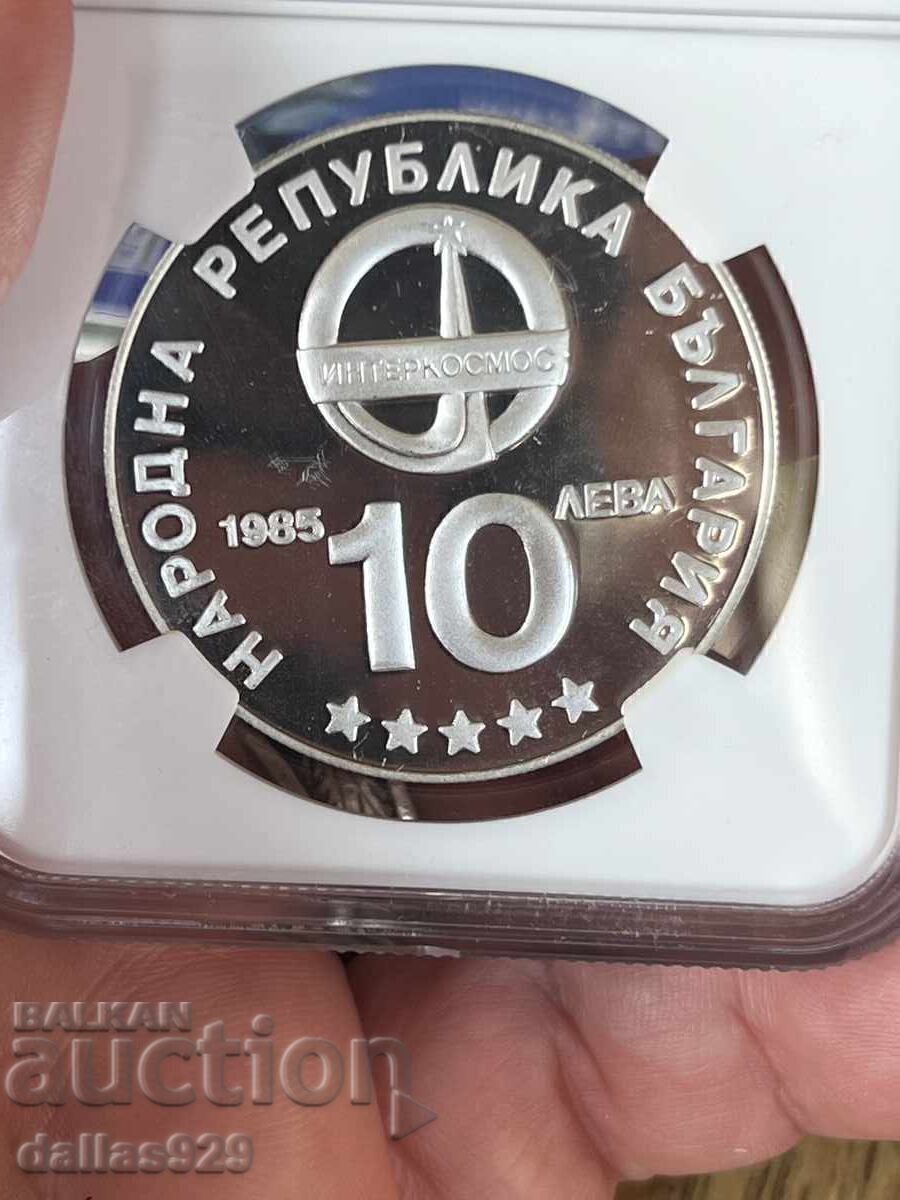 НАРОДНА РЕПУБЛИКА БЪЛГАРИЯ
ИНТЕРКОСМОС
1985 10 ЛЕВА
BALKAN
auction
dallas929